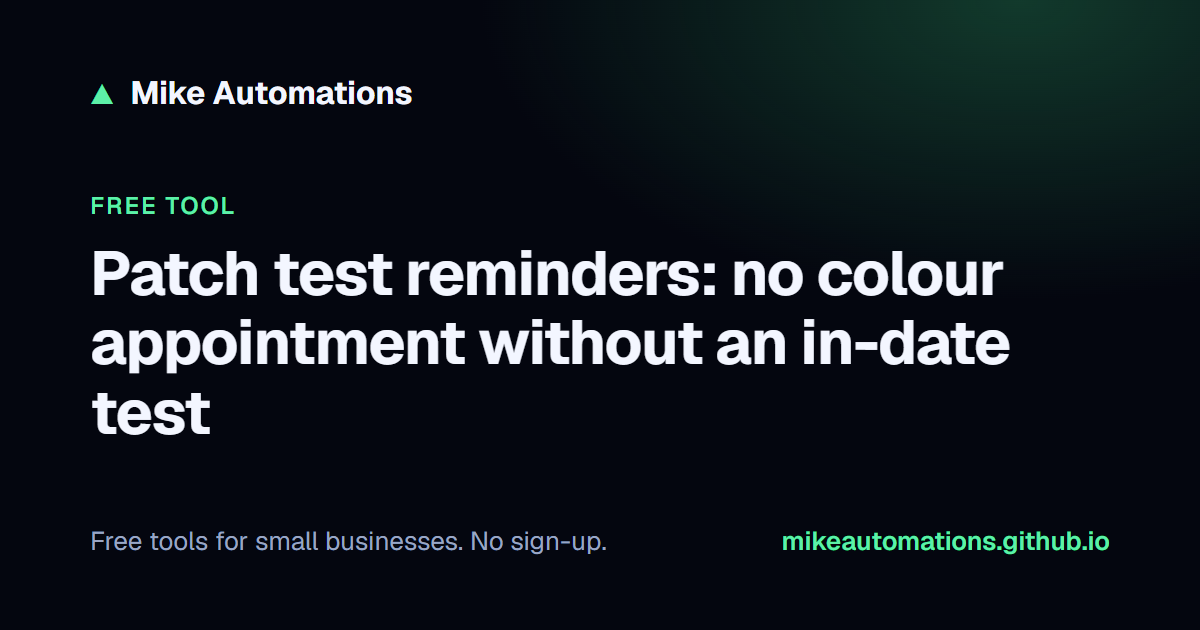 Mike Automations
FREE TOOL
Patch test reminders: no colour
appointment without an in-date
test
Free tools for small businesses. No sign-up.
mikeautomations.github.io